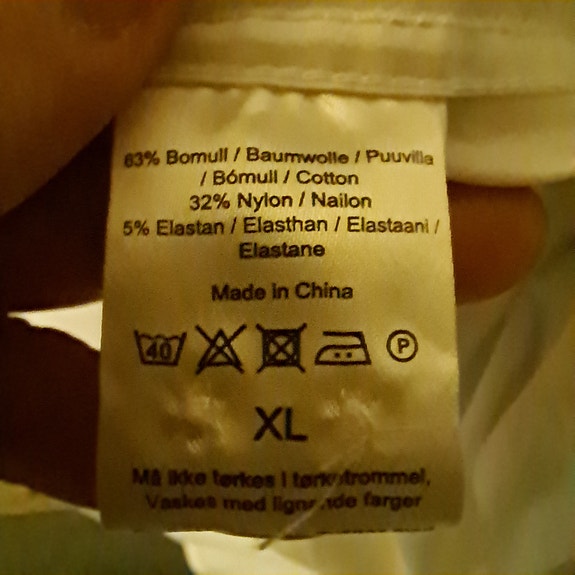 63% Bomull / Baumwolle / Puuvilla
/ Bómull / Cotton
32% Nylon / Nailon
5% Elastan / Elasthan / Elastaani /
Elastane
Made in China
40 P
XL
Må ikke tørkes i tørketrommel,
Vaskes med lignende farger